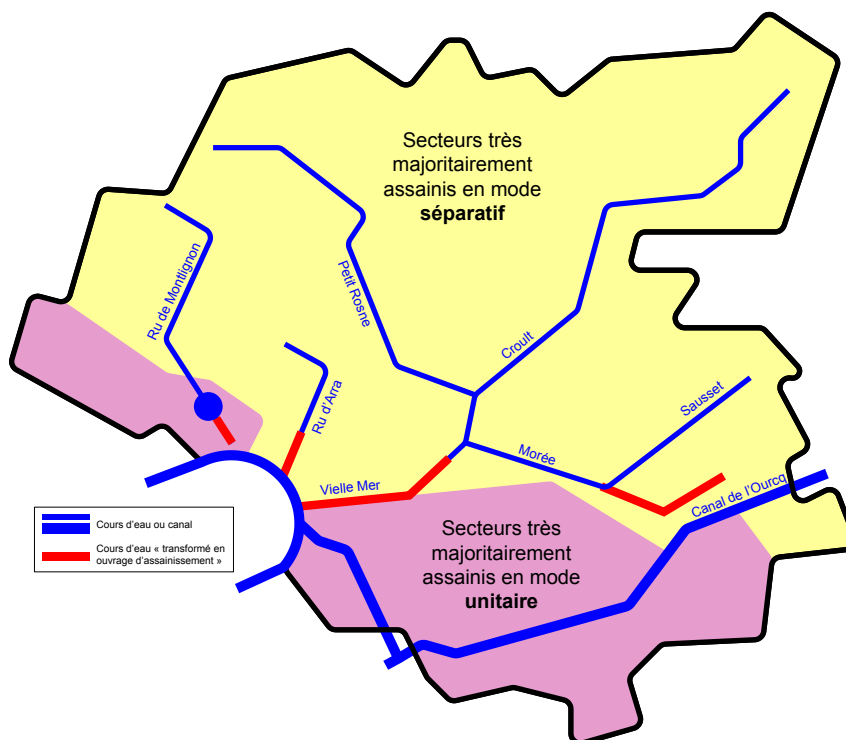 Secteurs très
majoritairement
assainis en mode
séparatif
Ru de Montlignon
Petit Rosne
Croult
Ru d'Arra
Sausset
Morée
Vielle Mer
Canal de l'Ourcq
Cours d'eau ou canal
Cours d'eau « transformé en
ouvrage d'assainissement »
Secteurs très
majoritairement
assainis en mode
unitaire